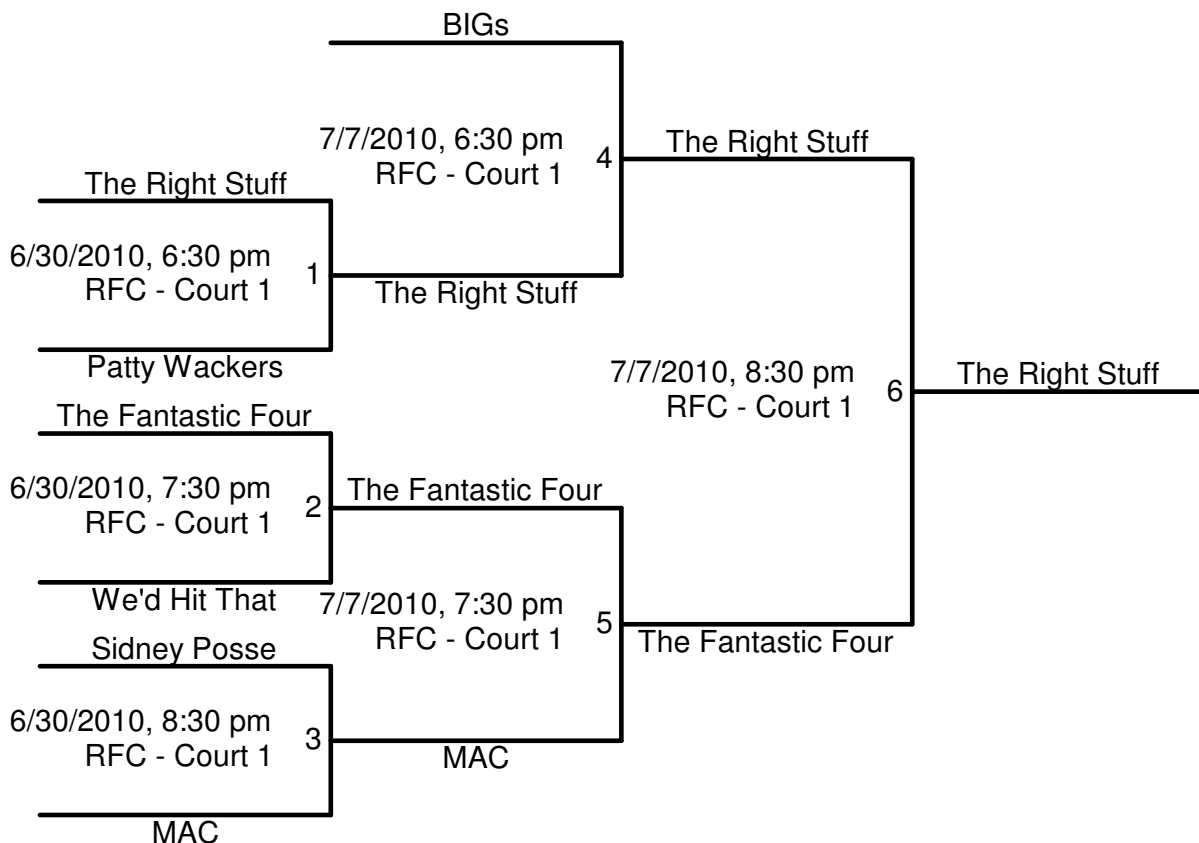 BIGs
7/7/2010, 6:30 pm
RFC - Court 1
4
The Right Stuff
The Right Stuff
6/30/2010, 6:30 pm
RFC - Court 1
1
The Right Stuff
Patty Wackers
7/7/2010, 8:30 pm
RFC - Court 1
6
The Right Stuff
The Fantastic Four
6/30/2010, 7:30 pm
RFC - Court 1
2
The Fantastic Four
We'd Hit That
7/7/2010, 7:30 pm
RFC - Court 1
5
The Fantastic Four
Sidney Posse
6/30/2010, 8:30 pm
RFC - Court 1
3
MAC
MAC